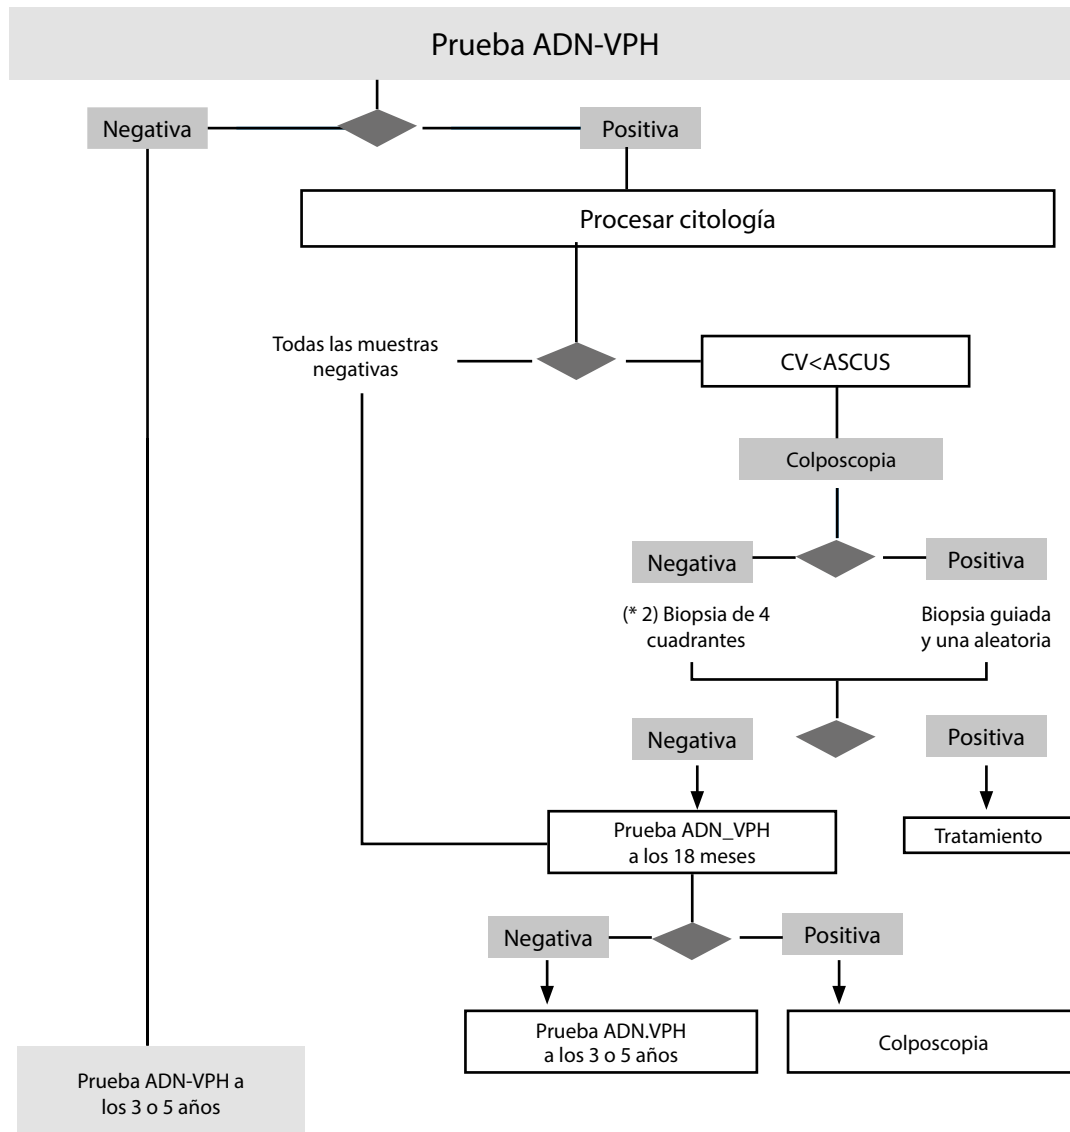 Prueba ADN-VPH
Negativa
Positiva
Procesar citología
Todas las muestras
negativas
CV<ASCUS
Colposcopia
Negativa
Positiva
(* 2) Biopsia de 4
cuadrantes
Biopsia guiada
y una aleatoria
Negativa
Positiva
Prueba ADN_VPH
a los 18 meses
Tratamiento
Negativa
Positiva
Prueba ADN.VPH
a los 3 o 5 años
Colposcopia
Prueba ADN-VPH a
los 3 o 5 años